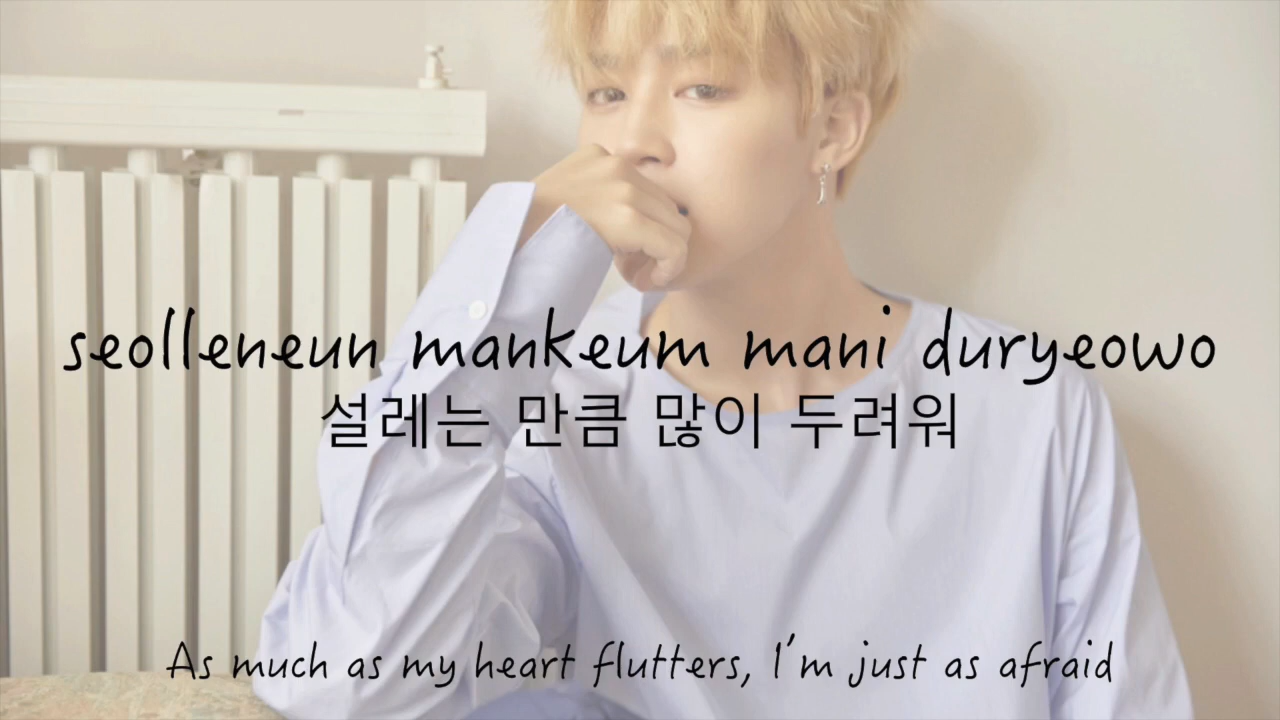 seolleneun mankeum mani duryeowo
설레는 만큼 많이 두려워
As much as my heart flutters, I'm just as afraid